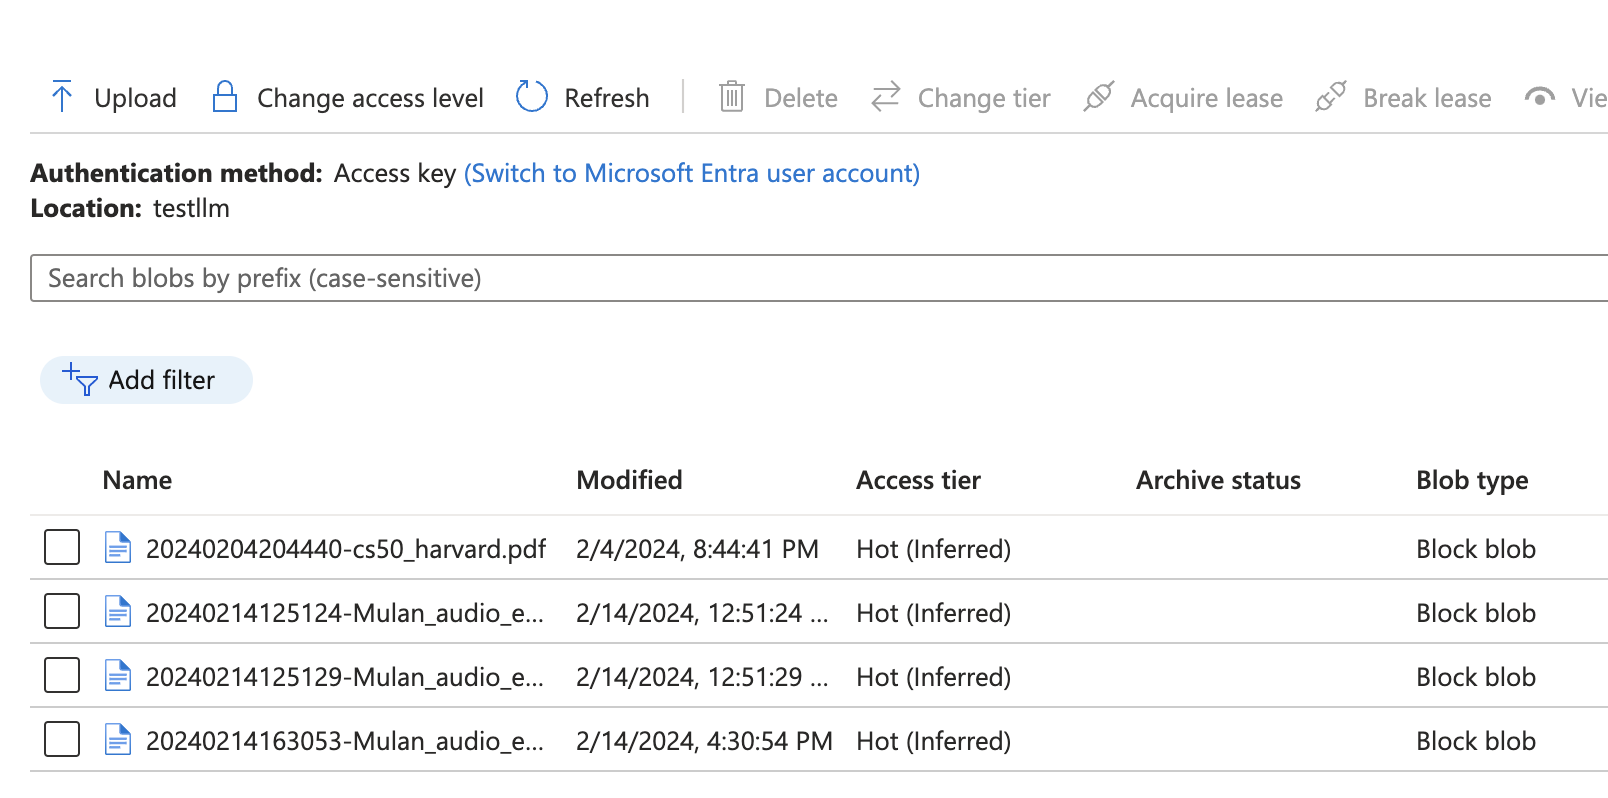 Upload Change access level Refresh Delete Change tier Acquire lease Break lease Vie
Authentication method: Access key (Switch to Microsoft Entra user account)
Location: testllm
Search blobs by prefix (case-sensitive)
Add filter
Name Modified Access tier Archive status Blob type
20240204204440-cs50_harvard.pdf 2/4/2024, 8:44:41 PM Hot (Inferred) Block blob
20240214125124-Mulan_audio_e... 2/14/2024, 12:51:24 ... Hot (Inferred) Block blob
20240214125129-Mulan_audio_e... 2/14/2024, 12:51:29 ... Hot (Inferred) Block blob
20240214163053-Mulan_audio_e... 2/14/2024, 4:30:54 PM Hot (Inferred) Block blob